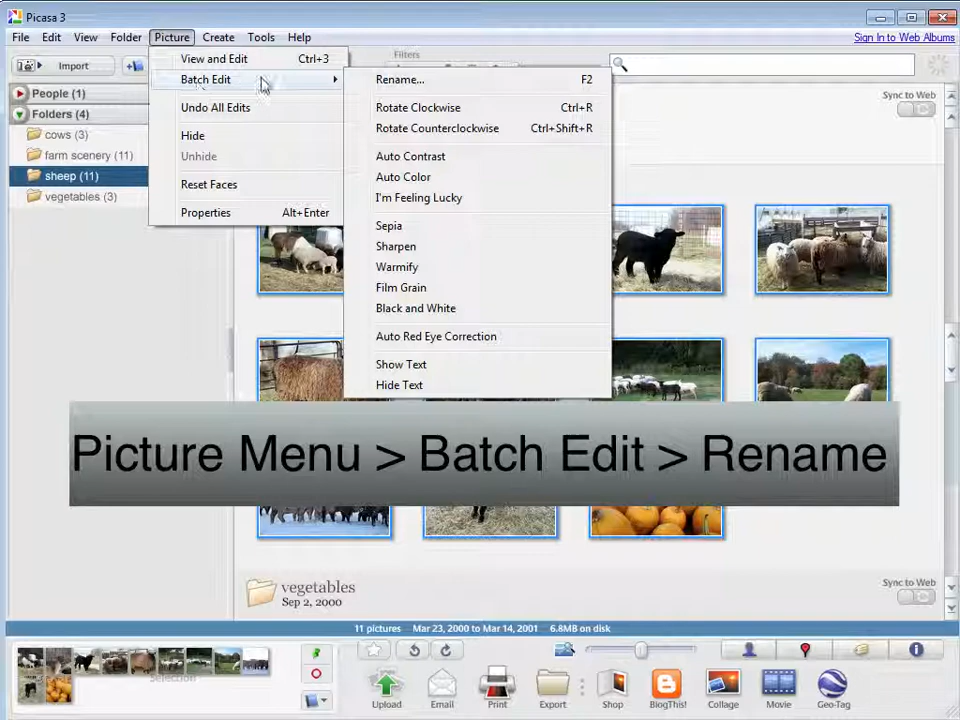 Picasa 3
File Edit View Folder Picture Create Tools Help
Sign In to Web Albums
Import
Filters
View and Edit Ctrl+3
Batch Edit
Undo All Edits
Hide
Unhide
Reset Faces
Properties Alt+Enter
Rename... F2
Rotate Clockwise Ctrl+R
Rotate Counterclockwise Ctrl+Shift+R
Auto Contrast
Auto Color
I'm Feeling Lucky
Sepia
Sharpen
Warmify
Film Grain
Black and White
Auto Red Eye Correction
Show Text
Hide Text
People (1)
Folders (4)
cows (3)
farm scenery (11)
sheep (11)
vegetables (3)
Sync to Web
Picture Menu > Batch Edit > Rename
vegetables
Sep 2, 2000
Sync to Web
11 pictures Mar 23, 2000 to Mar 14, 2001 6.8MB on disk
Selection
Upload Email Print Export Shop BlogThis! Collage Movie Geo-Tag